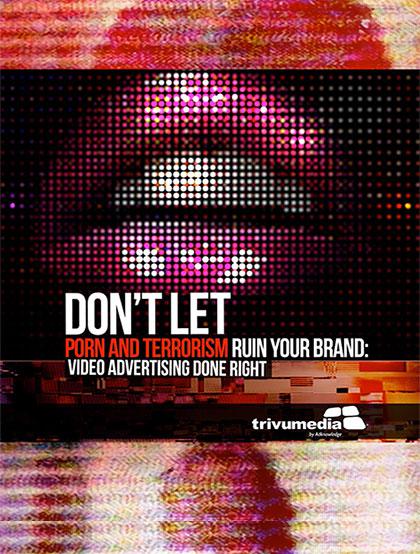 DON'T LET
PORN AND TERRORISM RUIN YOUR BRAND:
VIDEO ADVERTISING DONE RIGHT
trivumedia
by Adknowledge